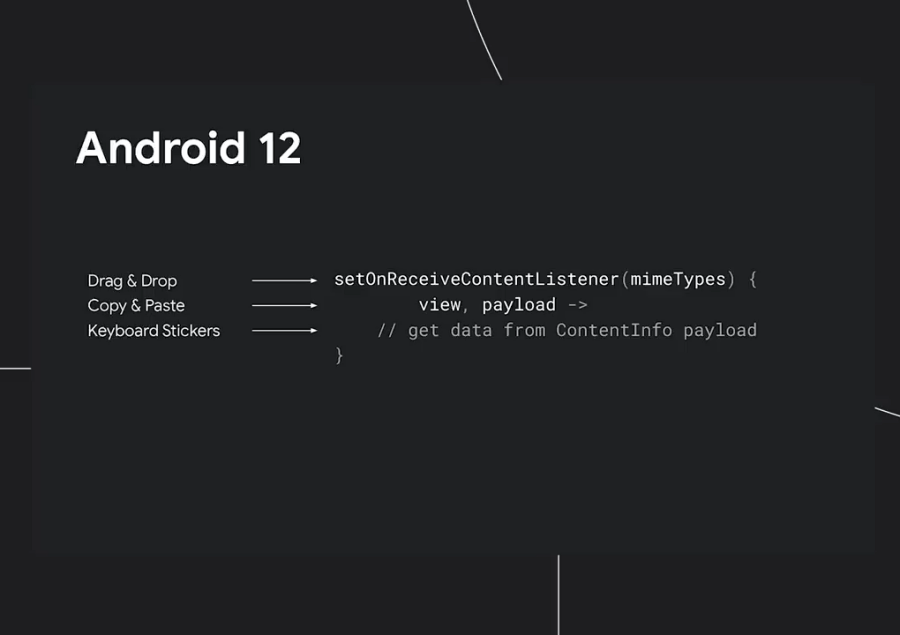 Android 12
Drag & Drop
Copy & Paste
Keyboard Stickers
setOnReceiveContentListener(mimeTypes) {
view, payload ->
// get data from ContentInfo payload
}